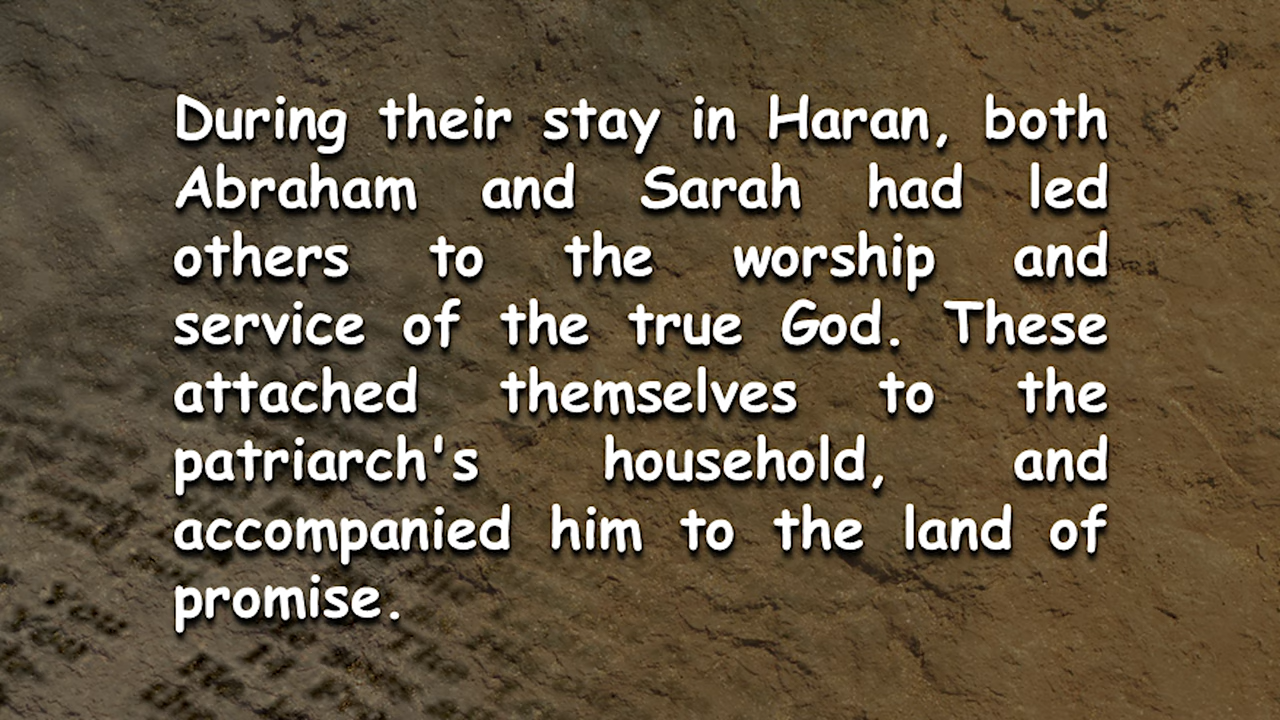 During their stay in Haran, both
Abraham and Sarah had led
others to the worship and
service of the true God. These
attached themselves to the
patriarch's household, and
accompanied him to the land of
promise.